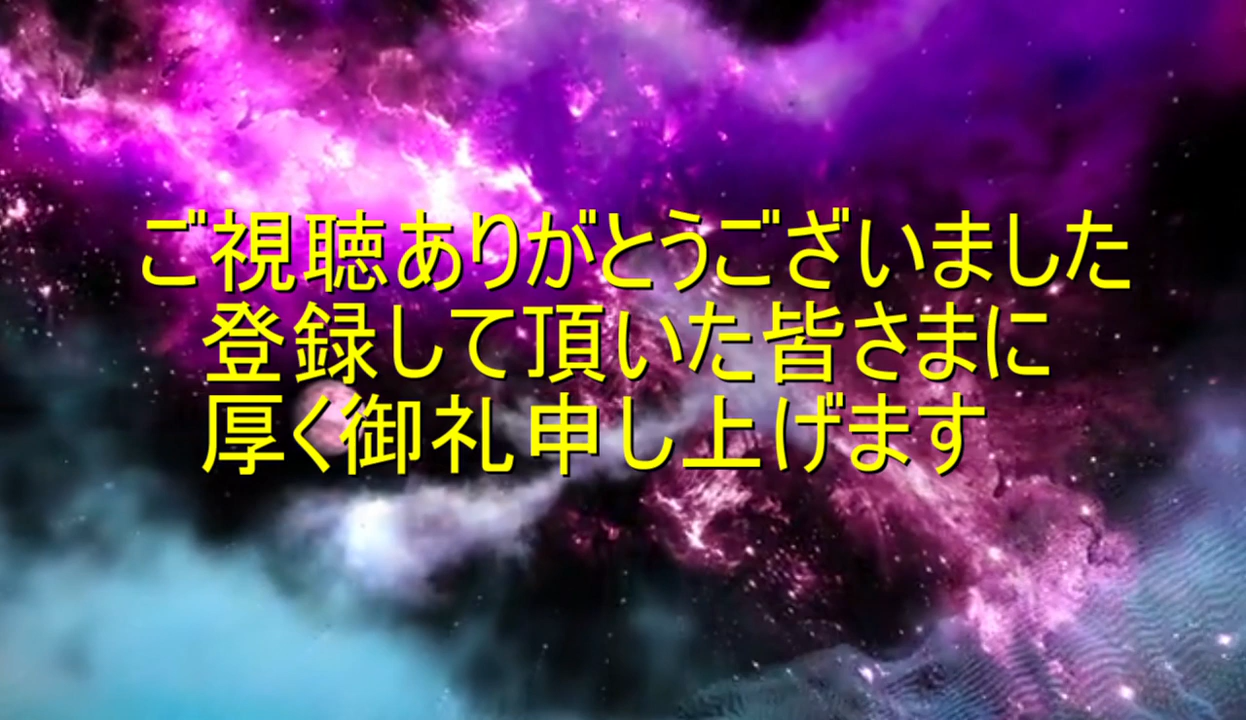 ご視聴ありがとうございました
登録して頂いた皆さまに
厚く御礼申し上げます